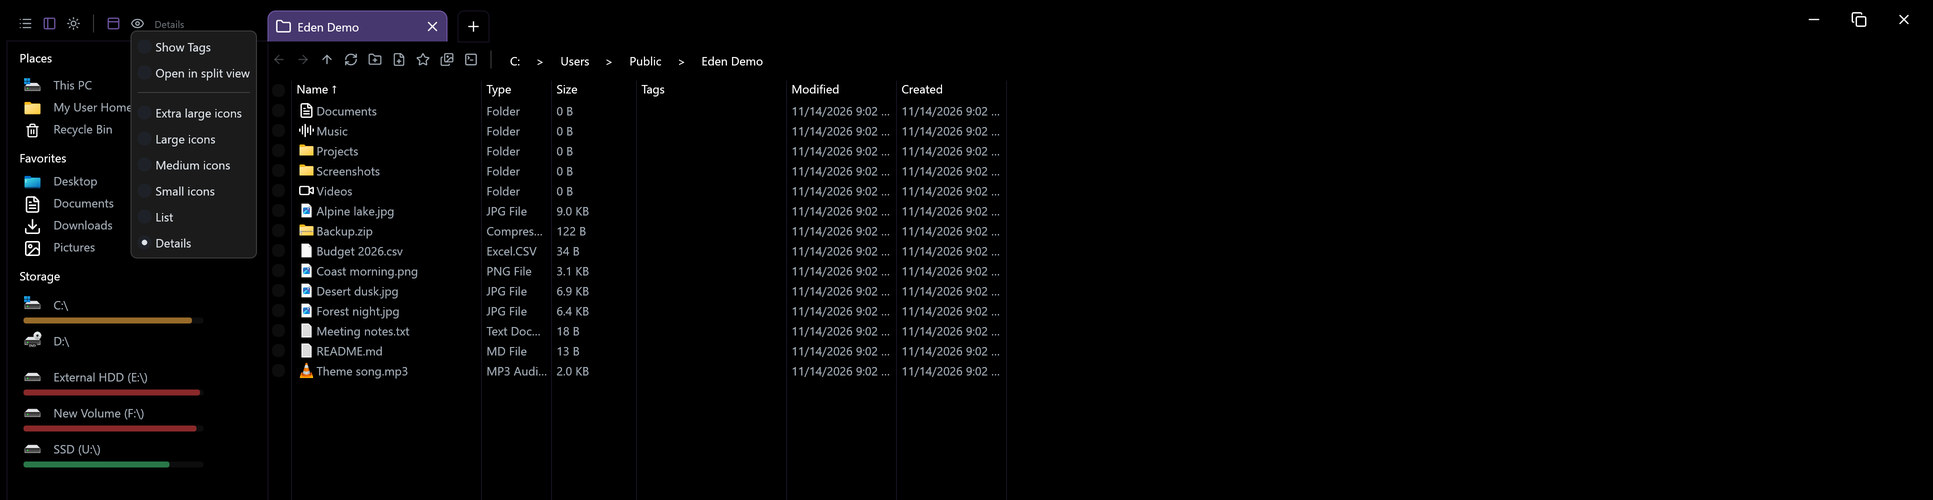 Details
Eden Demo
Show Tags
Open in split view
Extra large icons
Large icons
Medium icons
Small icons
List
Details
Places
This PC
My User Home
Recycle Bin
Favorites
Desktop
Documents
Downloads
Pictures
Storage
C:\
D:\
External HDD (E:\)
New Volume (F:\)
SSD (U:\)
C: > Users > Public > Eden Demo
Name ↑ Type Size Tags Modified Created
Documents Folder 0 B 11/14/2026 9:02 ... 11/14/2026 9:02 ...
Music Folder 0 B 11/14/2026 9:02 ... 11/14/2026 9:02 ...
Projects Folder 0 B 11/14/2026 9:02 ... 11/14/2026 9:02 ...
Screenshots Folder 0 B 11/14/2026 9:02 ... 11/14/2026 9:02 ...
Videos Folder 0 B 11/14/2026 9:02 ... 11/14/2026 9:02 ...
Alpine lake.jpg JPG File 9.0 KB 11/14/2026 9:02 ... 11/14/2026 9:02 ...
Backup.zip Compres... 122 B 11/14/2026 9:02 ... 11/14/2026 9:02 ...
Budget 2026.csv Excel.CSV 34 B 11/14/2026 9:02 ... 11/14/2026 9:02 ...
Coast morning.png PNG File 3.1 KB 11/14/2026 9:02 ... 11/14/2026 9:02 ...
Desert dusk.jpg JPG File 6.9 KB 11/14/2026 9:02 ... 11/14/2026 9:02 ...
Forest night.jpg JPG File 6.4 KB 11/14/2026 9:02 ... 11/14/2026 9:02 ...
Meeting notes.txt Text Doc... 18 B 11/14/2026 9:02 ... 11/14/2026 9:02 ...
README.md MD File 13 B 11/14/2026 9:02 ... 11/14/2026 9:02 ...
Theme song.mp3 MP3 Audi... 2.0 KB 11/14/2026 9:02 ... 11/14/2026 9:02 ...